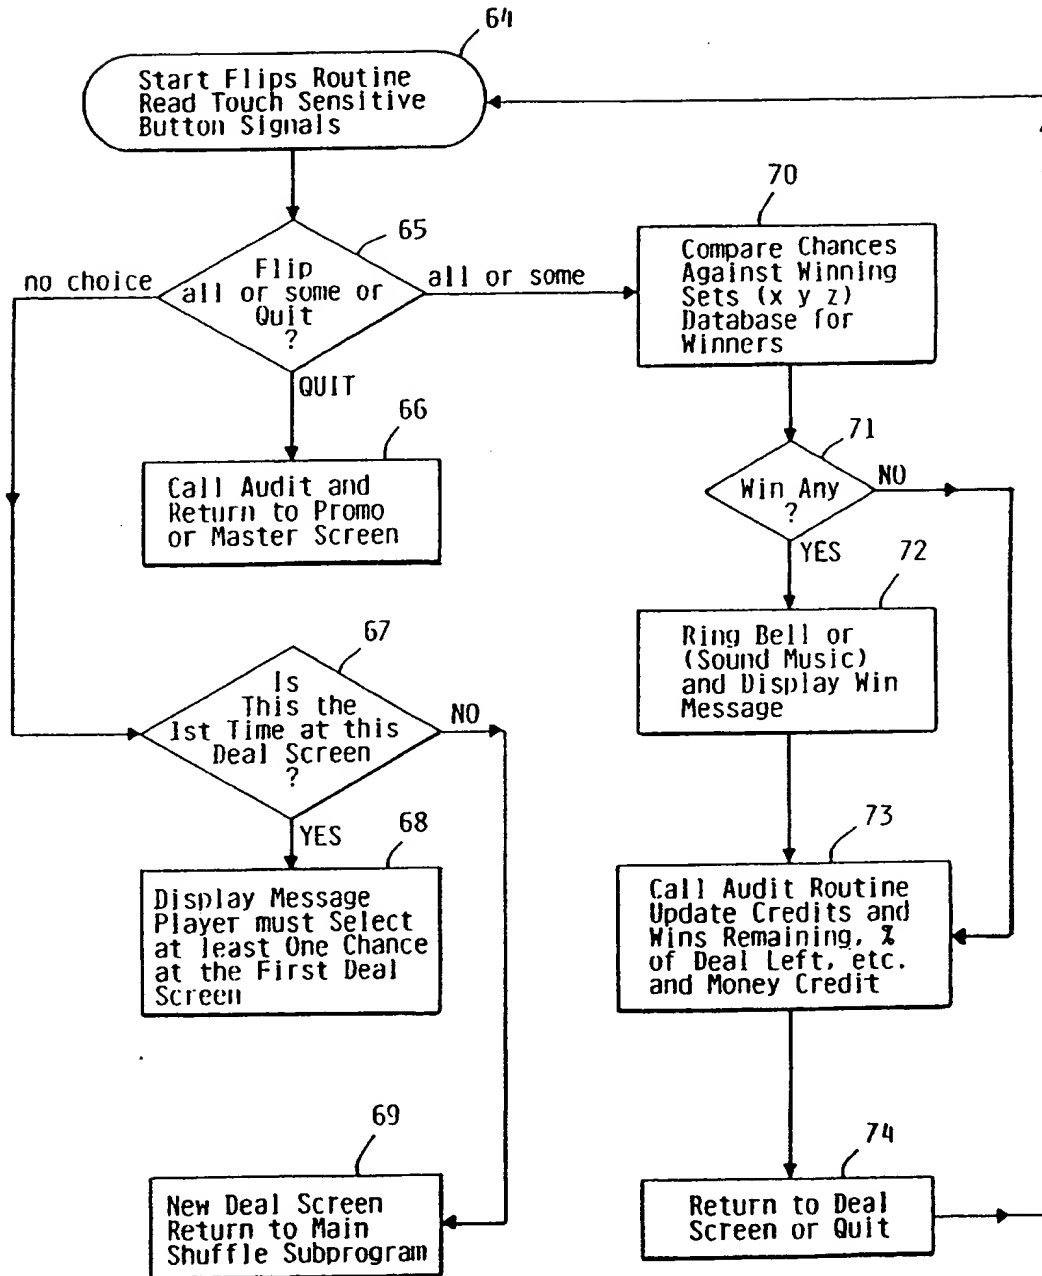 64
Start Flips Routine
Read Touch Sensitive
Button Signals
65
Flip
all or some or
Quit
?
no choice
all or some
QUIT
66
Call Audit and
Return to Promo
or Master Screen
67
Is
This the
1st Time at this
Deal Screen
?
NO
YES
68
Display Message
Player must Select
at least One Chance
at the First Deal
Screen
69
New Deal Screen
Return to Main
Shuffle Subprogram
70
Compare Chances
Against Winning
Sets (x y z)
Database for
Winners
71
Win Any
?
NO
YES
72
Ring Bell or
(Sound Music)
and Display Win
Message
73
Call Audit Routine
Update Credits and
Wins Remaining, %
of Deal Left, etc.
and Money Credit
74
Return to Deal
Screen or Quit